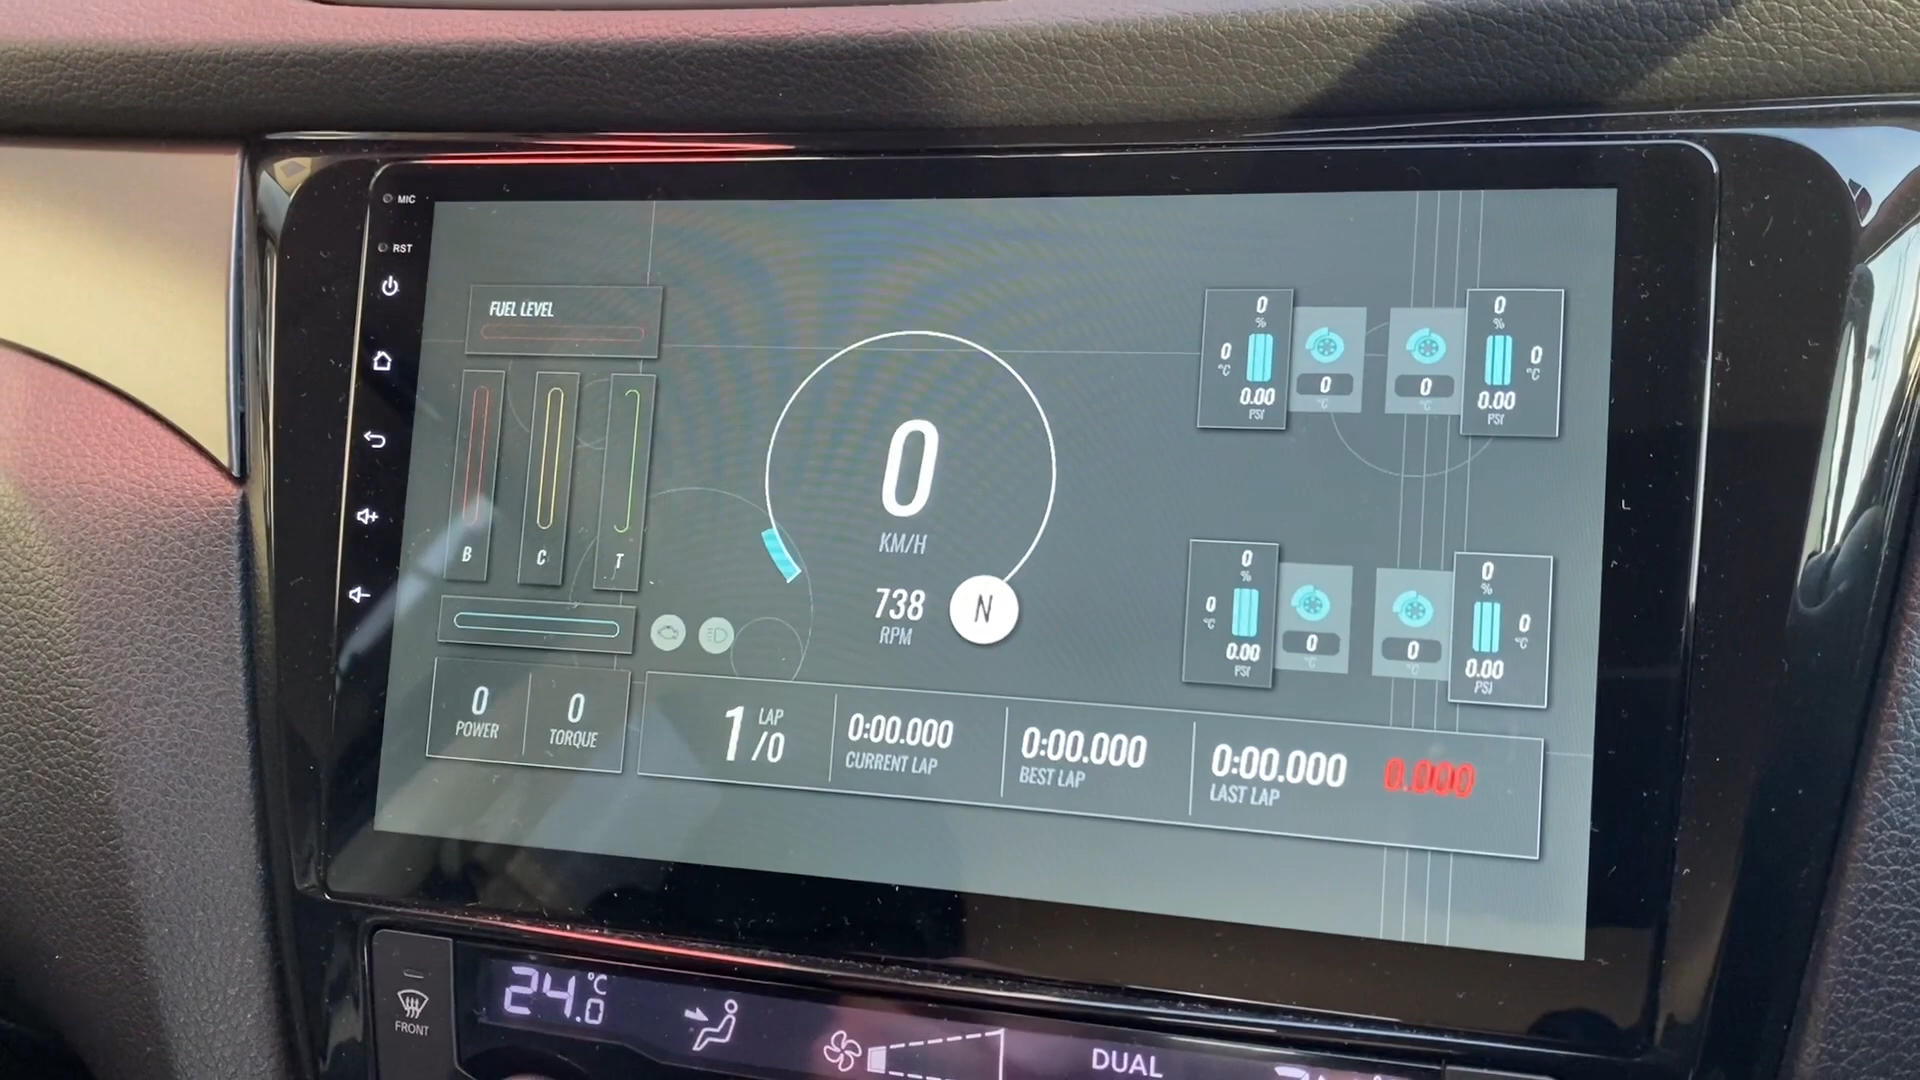 MIC
RST
FUEL LEVEL
B
C
T
0
POWER
0
TORQUE
0
KM/H
738
RPM
N
0
%
0
°C
0.00
PSI
0
°C
0
°C
0
%
0
°C
0.00
PSI
0
%
0
°C
0.00
PSI
0
°C
0
°C
0
%
0
°C
0.00
PSI
1 LAP
/0
0:00.000
CURRENT LAP
0:00.000
BEST LAP
0:00.000
LAST LAP
0.000
FRONT
24.0 °C
DUAL